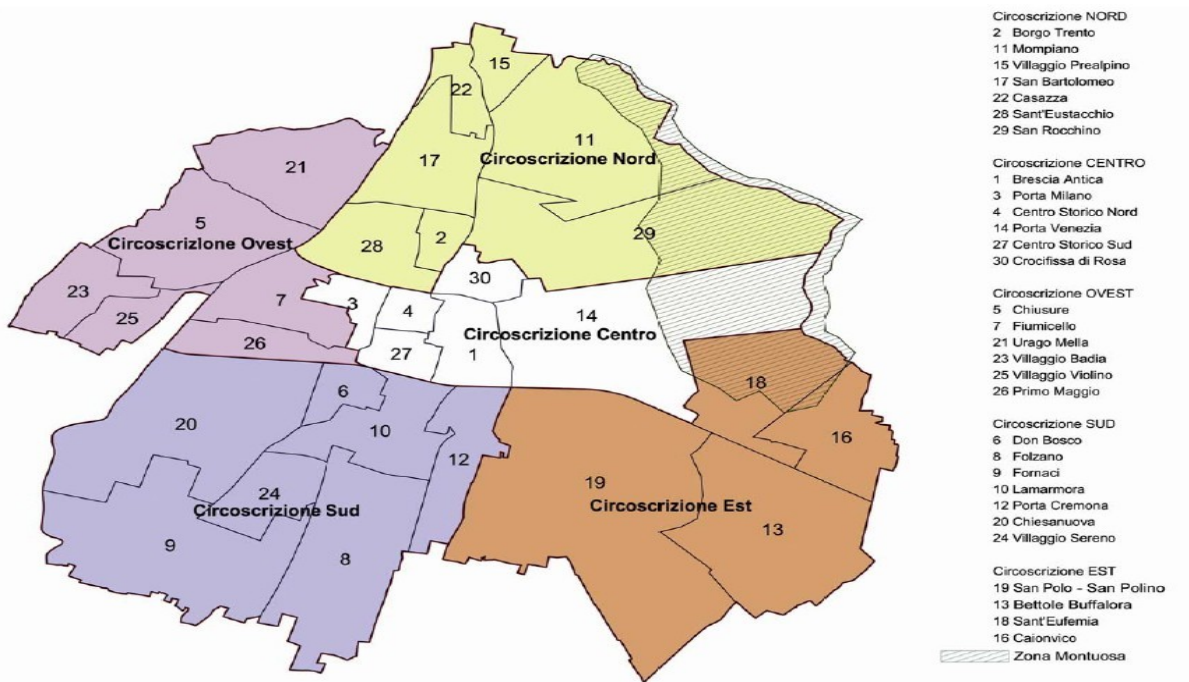 15
22
11
Circoscrizione Nord
17
21
5
Circoscrizlone Ovest
28
2
29
30
23
7
25
3
4
14
Circoscrizione Centro
26
27
1
18
6
20
10
12
16
24
Circoscrizione Sud
19
Circoscrizione Est
9
8
13
Circoscrizione NORD
2 Borgo Trento
11 Mompiano
15 Villaggio Prealpino
17 San Bartolomeo
22 Casazza
28 Sant'Eustacchio
29 San Rocchino
Circoscrizione CENTRO
1 Brescia Antica
3 Porta Milano
4 Centro Storico Nord
14 Porta Venezia
27 Centro Storico Sud
30 Crocifissa di Rosa
Circoscrizione OVEST
5 Chiusure
7 Fiumicello
21 Urago Mella
23 Villaggio Badia
25 Villaggio Violino
26 Primo Maggio
Circoscrizione SUD
6 Don Bosco
8 Folzano
9 Fornaci
10 Lamarmora
12 Porta Cremona
20 Chiesanuova
24 Villaggio Sereno
Circoscrizione EST
19 San Polo - San Polino
13 Bettole Buffalora
18 Sant'Eufemia
16 Caionvico
Zona Montuosa